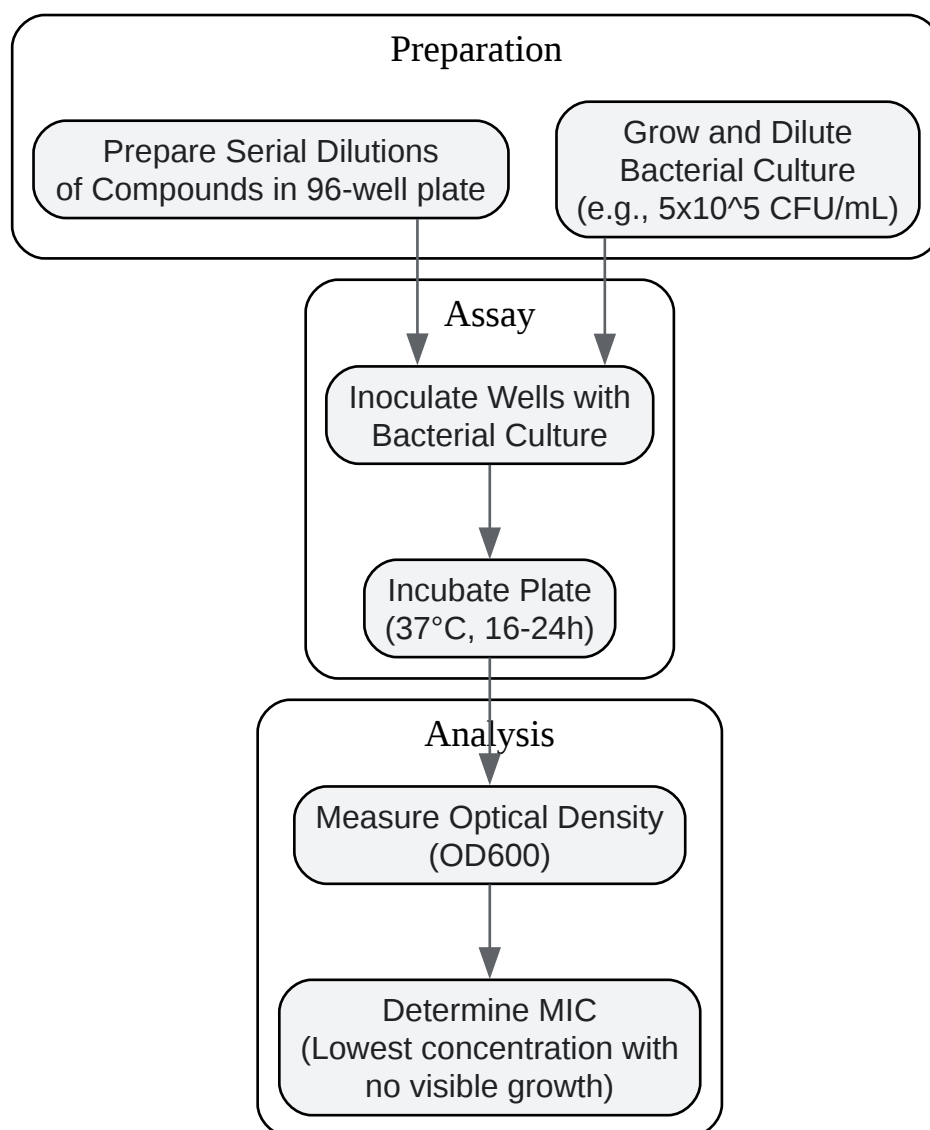 Preparation
Prepare Serial Dilutions
of Compounds in 96-well plate
Grow and Dilute
Bacterial Culture
(e.g., 5x10^5 CFU/mL)
Assay
Inoculate Wells with
Bacterial Culture
Incubate Plate
(37°C, 16-24h)
Analysis
Measure Optical Density
(OD600)
Determine MIC
(Lowest concentration with
no visible growth)